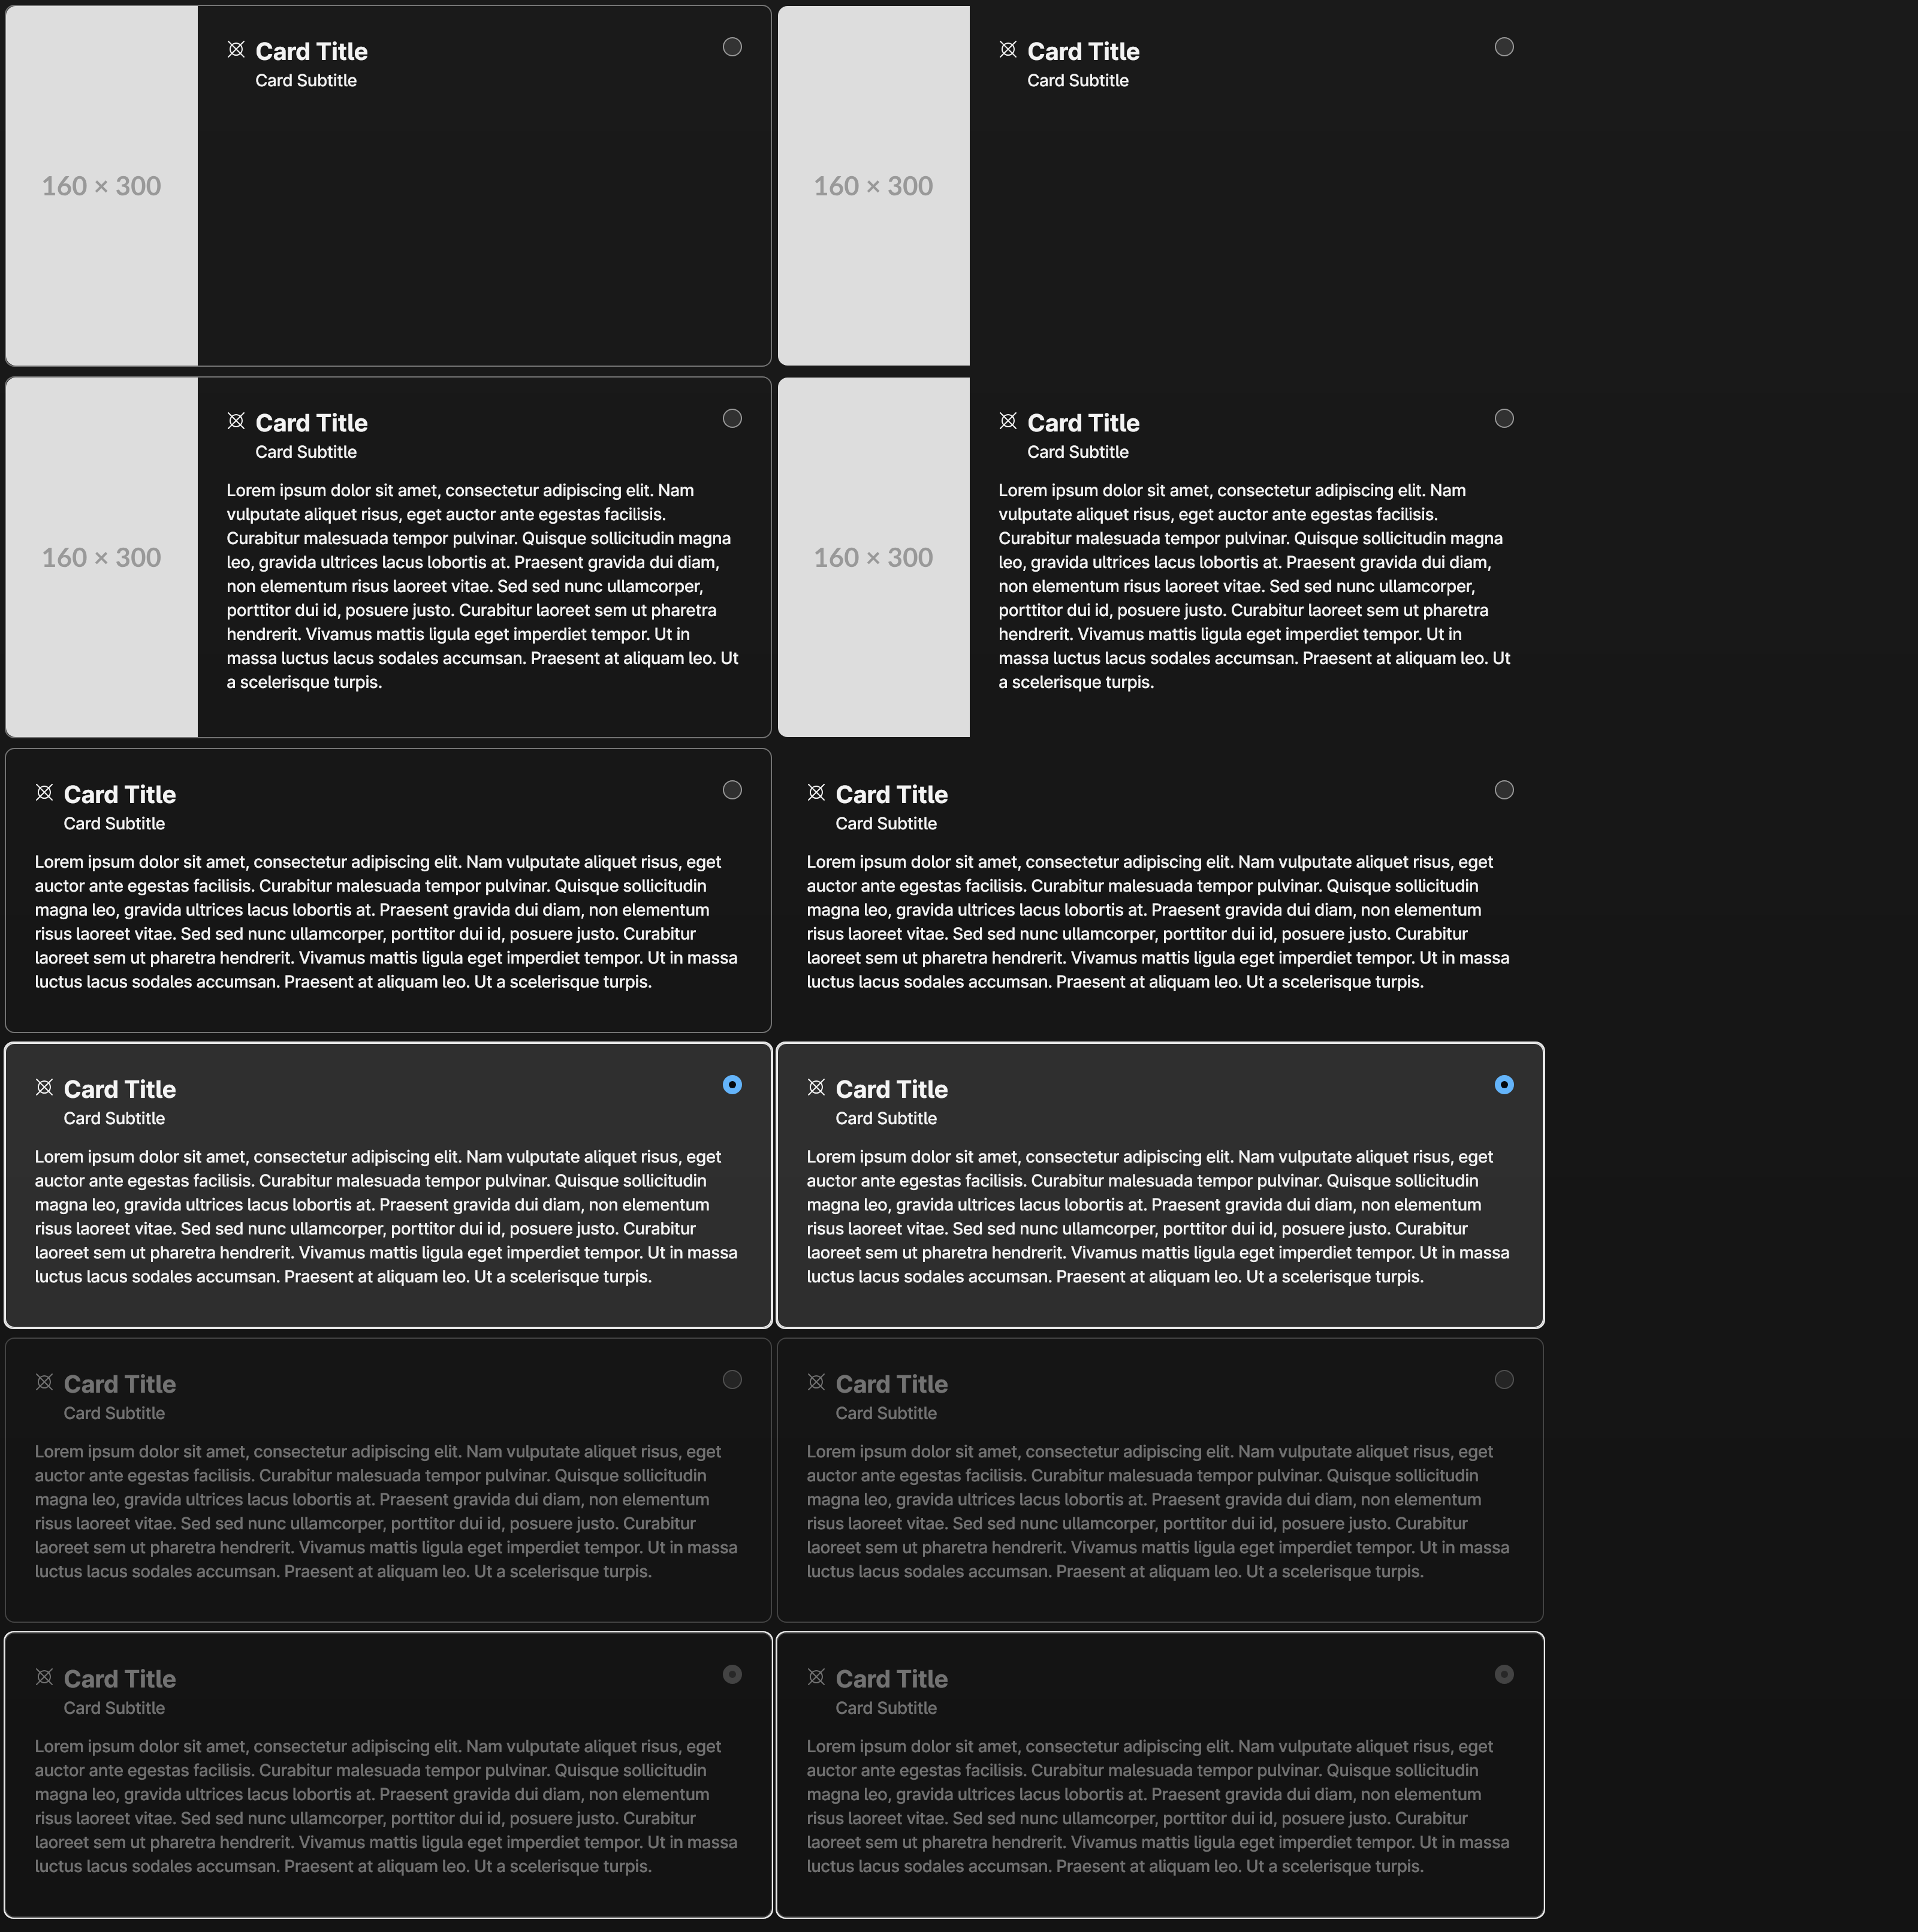 160 × 300
Card Title
Card Subtitle
160 × 300
Card Title
Card Subtitle
160 × 300
Card Title
Card Subtitle
Lorem ipsum dolor sit amet, consectetur adipiscing elit. Nam
vulputate aliquet risus, eget auctor ante egestas facilisis.
Curabitur malesuada tempor pulvinar. Quisque sollicitudin magna
leo, gravida ultrices lacus lobortis at. Praesent gravida dui diam,
non elementum risus laoreet vitae. Sed sed nunc ullamcorper,
porttitor dui id, posuere justo. Curabitur laoreet sem ut pharetra
hendrerit. Vivamus mattis ligula eget imperdiet tempor. Ut in
massa luctus lacus sodales accumsan. Praesent at aliquam leo. Ut
a scelerisque turpis.
160 × 300
Card Title
Card Subtitle
Lorem ipsum dolor sit amet, consectetur adipiscing elit. Nam
vulputate aliquet risus, eget auctor ante egestas facilisis.
Curabitur malesuada tempor pulvinar. Quisque sollicitudin magna
leo, gravida ultrices lacus lobortis at. Praesent gravida dui diam,
non elementum risus laoreet vitae. Sed sed nunc ullamcorper,
porttitor dui id, posuere justo. Curabitur laoreet sem ut pharetra
hendrerit. Vivamus mattis ligula eget imperdiet tempor. Ut in
massa luctus lacus sodales accumsan. Praesent at aliquam leo. Ut
a scelerisque turpis.
Card Title
Card Subtitle
Lorem ipsum dolor sit amet, consectetur adipiscing elit. Nam vulputate aliquet risus, eget
auctor ante egestas facilisis. Curabitur malesuada tempor pulvinar. Quisque sollicitudin
magna leo, gravida ultrices lacus lobortis at. Praesent gravida dui diam, non elementum
risus laoreet vitae. Sed sed nunc ullamcorper, porttitor dui id, posuere justo. Curabitur
laoreet sem ut pharetra hendrerit. Vivamus mattis ligula eget imperdiet tempor. Ut in massa
luctus lacus sodales accumsan. Praesent at aliquam leo. Ut a scelerisque turpis.
Card Title
Card Subtitle
Lorem ipsum dolor sit amet, consectetur adipiscing elit. Nam vulputate aliquet risus, eget
auctor ante egestas facilisis. Curabitur malesuada tempor pulvinar. Quisque sollicitudin
magna leo, gravida ultrices lacus lobortis at. Praesent gravida dui diam, non elementum
risus laoreet vitae. Sed sed nunc ullamcorper, porttitor dui id, posuere justo. Curabitur
laoreet sem ut pharetra hendrerit. Vivamus mattis ligula eget imperdiet tempor. Ut in massa
luctus lacus sodales accumsan. Praesent at aliquam leo. Ut a scelerisque turpis.
Card Title
Card Subtitle
Lorem ipsum dolor sit amet, consectetur adipiscing elit. Nam vulputate aliquet risus, eget
auctor ante egestas facilisis. Curabitur malesuada tempor pulvinar. Quisque sollicitudin
magna leo, gravida ultrices lacus lobortis at. Praesent gravida dui diam, non elementum
risus laoreet vitae. Sed sed nunc ullamcorper, porttitor dui id, posuere justo. Curabitur
laoreet sem ut pharetra hendrerit. Vivamus mattis ligula eget imperdiet tempor. Ut in massa
luctus lacus sodales accumsan. Praesent at aliquam leo. Ut a scelerisque turpis.
Card Title
Card Subtitle
Lorem ipsum dolor sit amet, consectetur adipiscing elit. Nam vulputate aliquet risus, eget
auctor ante egestas facilisis. Curabitur malesuada tempor pulvinar. Quisque sollicitudin
magna leo, gravida ultrices lacus lobortis at. Praesent gravida dui diam, non elementum
risus laoreet vitae. Sed sed nunc ullamcorper, porttitor dui id, posuere justo. Curabitur
laoreet sem ut pharetra hendrerit. Vivamus mattis ligula eget imperdiet tempor. Ut in massa
luctus lacus sodales accumsan. Praesent at aliquam leo. Ut a scelerisque turpis.
Card Title
Card Subtitle
Lorem ipsum dolor sit amet, consectetur adipiscing elit. Nam vulputate aliquet risus, eget
auctor ante egestas facilisis. Curabitur malesuada tempor pulvinar. Quisque sollicitudin
magna leo, gravida ultrices lacus lobortis at. Praesent gravida dui diam, non elementum
risus laoreet vitae. Sed sed nunc ullamcorper, porttitor dui id, posuere justo. Curabitur
laoreet sem ut pharetra hendrerit. Vivamus mattis ligula eget imperdiet tempor. Ut in massa
luctus lacus sodales accumsan. Praesent at aliquam leo. Ut a scelerisque turpis.
Card Title
Card Subtitle
Lorem ipsum dolor sit amet, consectetur adipiscing elit. Nam vulputate aliquet risus, eget
auctor ante egestas facilisis. Curabitur malesuada tempor pulvinar. Quisque sollicitudin
magna leo, gravida ultrices lacus lobortis at. Praesent gravida dui diam, non elementum
risus laoreet vitae. Sed sed nunc ullamcorper, porttitor dui id, posuere justo. Curabitur
laoreet sem ut pharetra hendrerit. Vivamus mattis ligula eget imperdiet tempor. Ut in massa
luctus lacus sodales accumsan. Praesent at aliquam leo. Ut a scelerisque turpis.
Card Title
Card Subtitle
Lorem ipsum dolor sit amet, consectetur adipiscing elit. Nam vulputate aliquet risus, eget
auctor ante egestas facilisis. Curabitur malesuada tempor pulvinar. Quisque sollicitudin
magna leo, gravida ultrices lacus lobortis at. Praesent gravida dui diam, non elementum
risus laoreet vitae. Sed sed nunc ullamcorper, porttitor dui id, posuere justo. Curabitur
laoreet sem ut pharetra hendrerit. Vivamus mattis ligula eget imperdiet tempor. Ut in massa
luctus lacus sodales accumsan. Praesent at aliquam leo. Ut a scelerisque turpis.
Card Title
Card Subtitle
Lorem ipsum dolor sit amet, consectetur adipiscing elit. Nam vulputate aliquet risus, eget
auctor ante egestas facilisis. Curabitur malesuada tempor pulvinar. Quisque sollicitudin
magna leo, gravida ultrices lacus lobortis at. Praesent gravida dui diam, non elementum
risus laoreet vitae. Sed sed nunc ullamcorper, porttitor dui id, posuere justo. Curabitur
laoreet sem ut pharetra hendrerit. Vivamus mattis ligula eget imperdiet tempor. Ut in massa
luctus lacus sodales accumsan. Praesent at aliquam leo. Ut a scelerisque turpis.